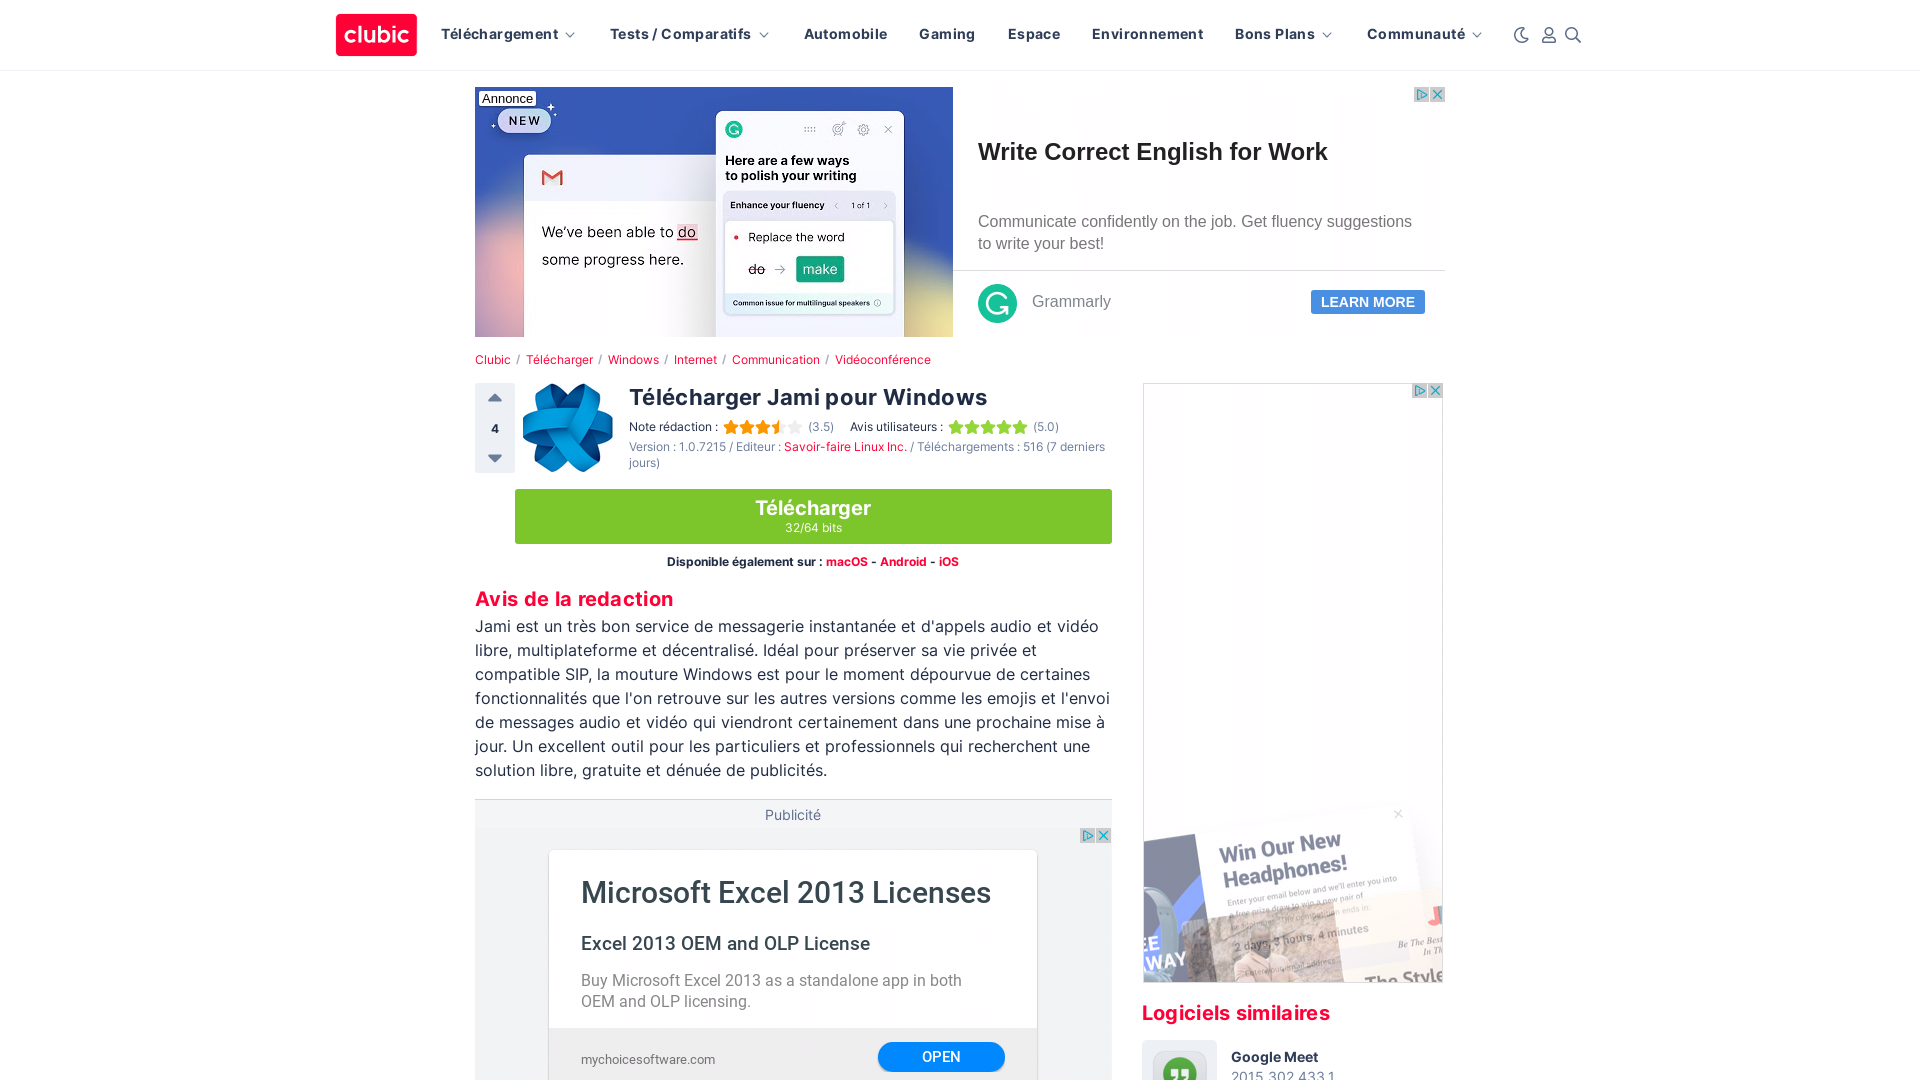 clubic
Téléchargement
Tests / Comparatifs
Automobile
Gaming
Espace
Environnement
Bons Plans
Communauté
Annonce
NEW
We've been able to do
some progress here.
Here are a few ways
to polish your writing
Enhance your fluency
1 of 1
Replace the word
do → make
Common issue for multilingual speakers
Write Correct English for Work
Communicate confidently on the job. Get fluency suggestions
to write your best!
Grammarly
LEARN MORE
Clubic / Télécharger / Windows / Internet / Communication / Vidéoconférence
4
Télécharger Jami pour Windows
Note rédaction : (3.5) Avis utilisateurs : (5.0)
Version : 1.0.7215 / Editeur : Savoir-faire Linux Inc. / Téléchargements : 516 (7 derniers
jours)
Télécharger
32/64 bits
Disponible également sur : macOS - Android - iOS
Avis de la redaction
Jami est un très bon service de messagerie instantanée et d'appels audio et vidéo
libre, multiplateforme et décentralisé. Idéal pour préserver sa vie privée et
compatible SIP, la mouture Windows est pour le moment dépourvue de certaines
fonctionnalités que l'on retrouve sur les autres versions comme les emojis et l'envoi
de messages audio et vidéo qui viendront certainement dans une prochaine mise à
jour. Un excellent outil pour les particuliers et professionnels qui recherchent une
solution libre, gratuite et dénuée de publicités.
Publicité
Microsoft Excel 2013 Licenses
Excel 2013 OEM and OLP License
Buy Microsoft Excel 2013 as a standalone app in both
OEM and OLP licensing.
mychoicesoftware.com
OPEN
Win Our New
Headphones!
Enter your email below and we'll enter you into
a free prize draw to win a new pair of
2 days, 3 hours, 4 minutes
Enter your email address
Be The Best
In Th
The Style
Logiciels similaires
Google Meet
2015.302.433.1